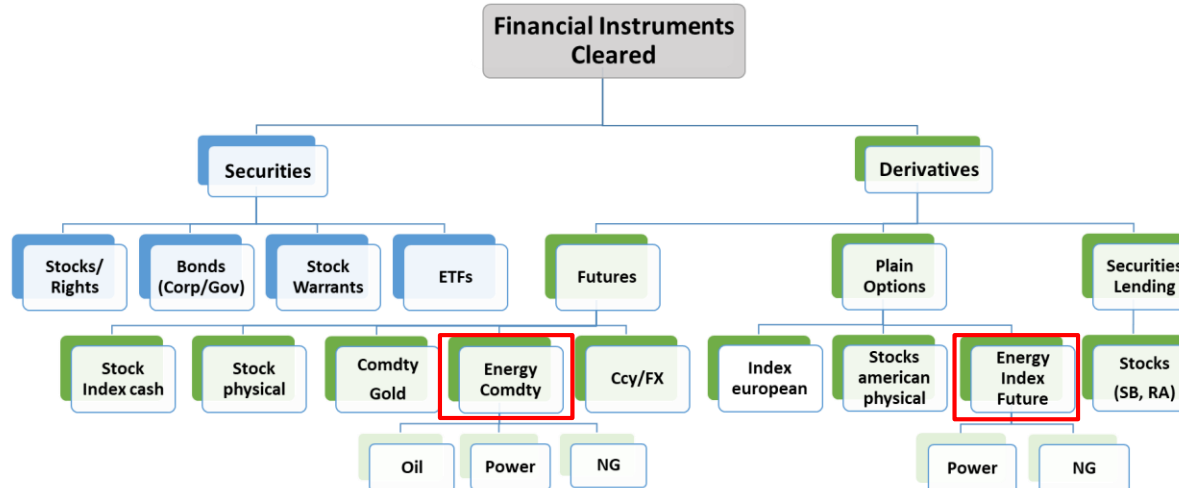 Financial Instruments
Cleared
Securities
Derivatives
Stocks/
Rights
Bonds
(Corp/Gov)
Stock
Warrants
ETFs
Futures
Plain
Options
Securities
Lending
Stock
Index cash
Stock
physical
Comdty
Gold
Energy
Comdty
Ccy/FX
Index
european
Stocks
american
physical
Energy
Index
Future
Stocks
(SB, RA)
Oil
Power
NG
Power
NG